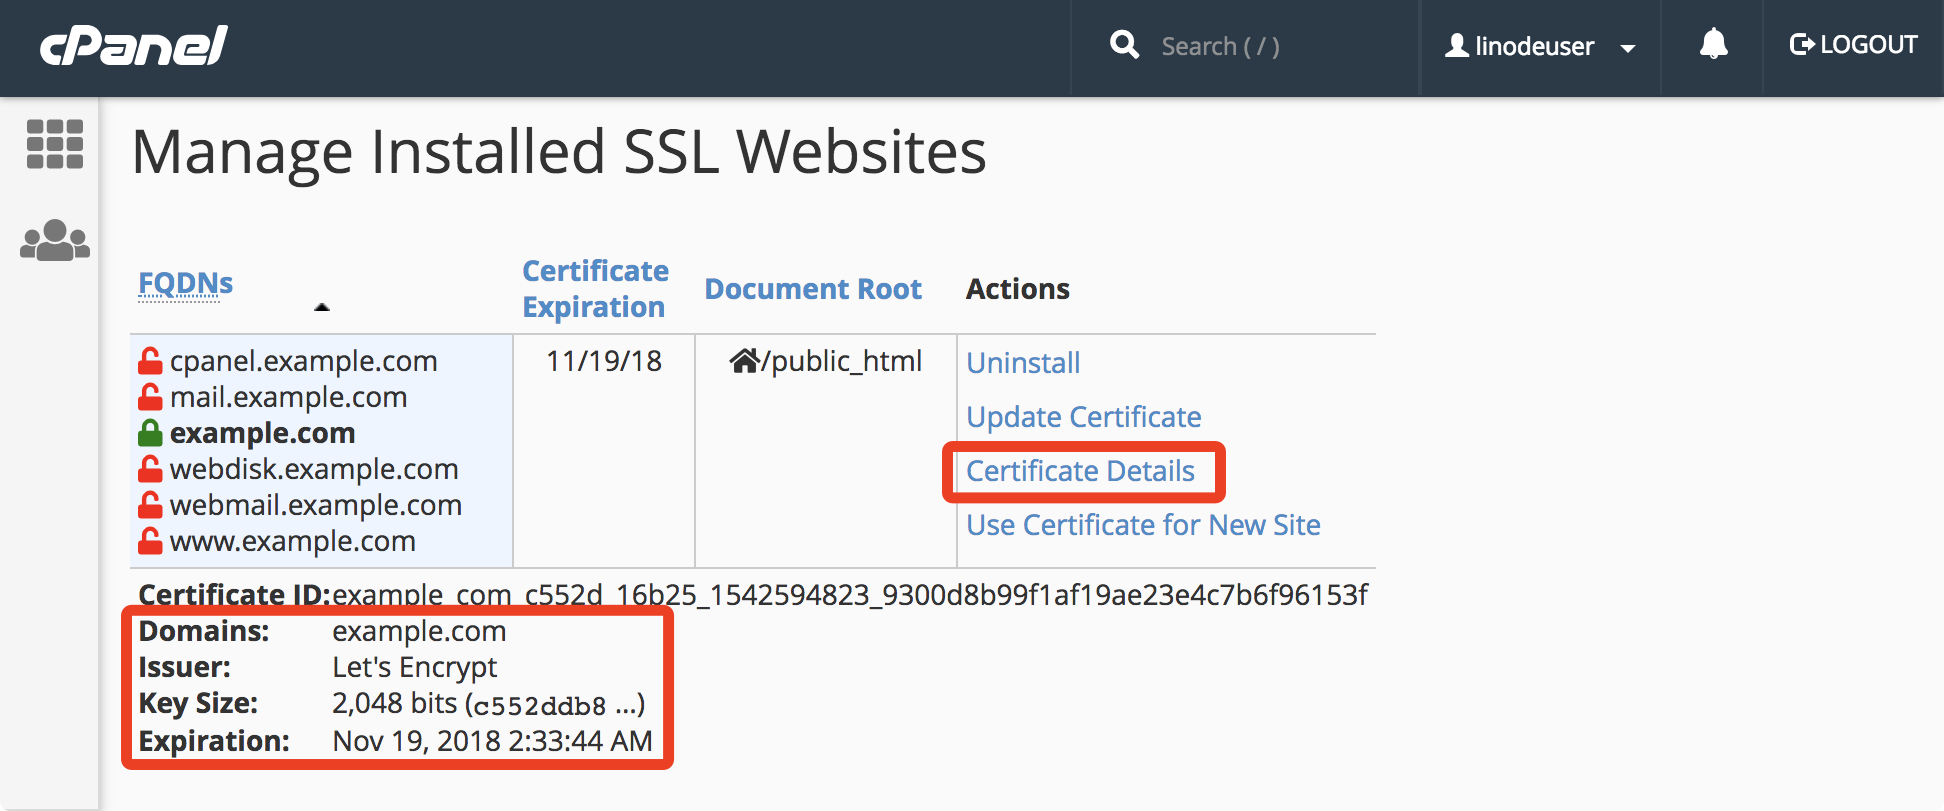 cPanel
Search ( / )
linodeuser
LOGOUT
Manage Installed SSL Websites
FQDNs
Certificate Expiration
Document Root
Actions
cpanel.example.com
mail.example.com
example.com
webdisk.example.com
webmail.example.com
www.example.com
11/19/18
/public_html
Uninstall
Update Certificate
Certificate Details
Use Certificate for New Site
Certificate ID: example_com_c552d_16b25_1542594823_9300d8b99f1af19ae23e4c7b6f96153f
Domains: example.com
Issuer: Let's Encrypt
Key Size: 2,048 bits (c552ddb8 ...)
Expiration: Nov 19, 2018 2:33:44 AM